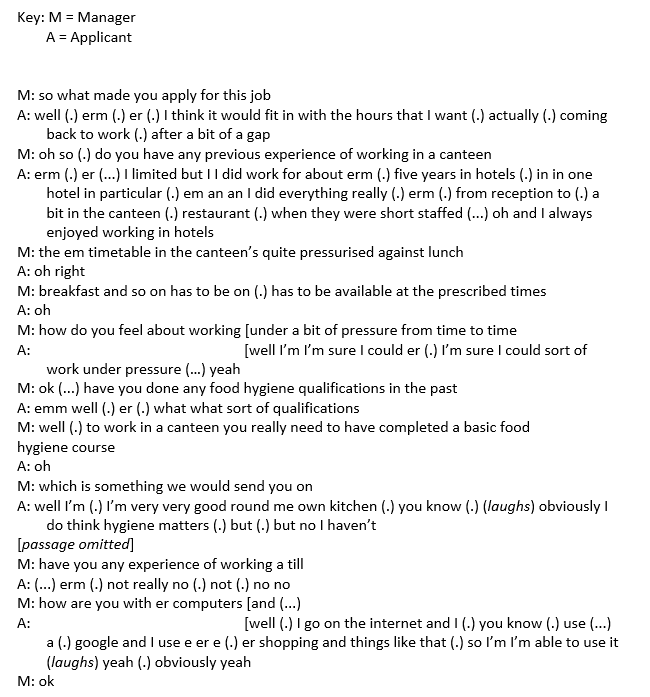 Key: M = Manager
A = Applicant
M: so what made you apply for this job
A: well (.) erm (.) er (.) I think it would fit in with the hours that I want (.) actually (.) coming
back to work (.) after a bit of a gap
M: oh so (.) do you have any previous experience of working in a canteen
A: erm (.) er (...) I limited but I I did work for about erm (.) five years in hotels (.) in in one
hotel in particular (.) em an an I did everything really (.) erm (.) from reception to (.) a
bit in the canteen (.) restaurant (.) when they were short staffed (...) oh and I always
enjoyed working in hotels
M: the em timetable in the canteen’s quite pressurised against lunch
A: oh right
M: breakfast and so on has to be on (.) has to be available at the prescribed times
A: oh
M: how do you feel about working [under a bit of pressure from time to time
A: [well I’m I’m sure I could er (.) I’m sure I could sort of
work under pressure (...) yeah
M: ok (...) have you done any food hygiene qualifications in the past
A: emm well (.) er (.) what what sort of qualifications
M: well (.) to work in a canteen you really need to have completed a basic food
hygiene course
A: oh
M: which is something we would send you on
A: well I’m (.) I’m very very good round me own kitchen (.) you know (.) (laughs) obviously I
do think hygiene matters (.) but (.) but no I haven’t
[passage omitted]
M: have you any experience of working a till
A: (...) erm (.) not really no (.) not (.) no no
M: how are you with er computers [and (...)
A: [well (.) I go on the internet and I (.) you know (.) use (...)
a (.) google and I use e er e (.) er shopping and things like that (.) so I’m I’m able to use it
(laughs) yeah (.) obviously yeah
M: ok